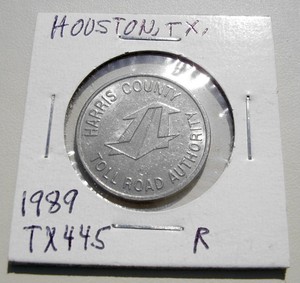 HOUSTON, TX.
HARRIS COUNTY
TOLL ROAD AUTHORITY
1989
TX445 R